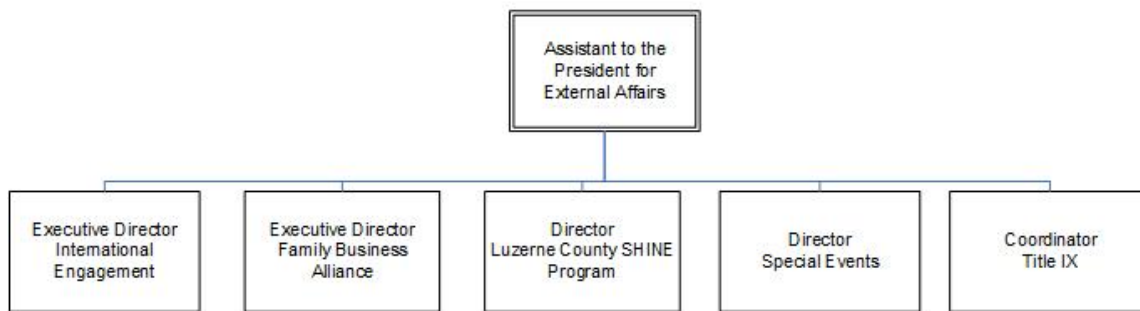 Assistant to the
President for
External Affairs
Executive Director
International
Engagement
Executive Director
Family Business
Alliance
Director
Luzerne County SHINE
Program
Director
Special Events
Coordinator
Title IX